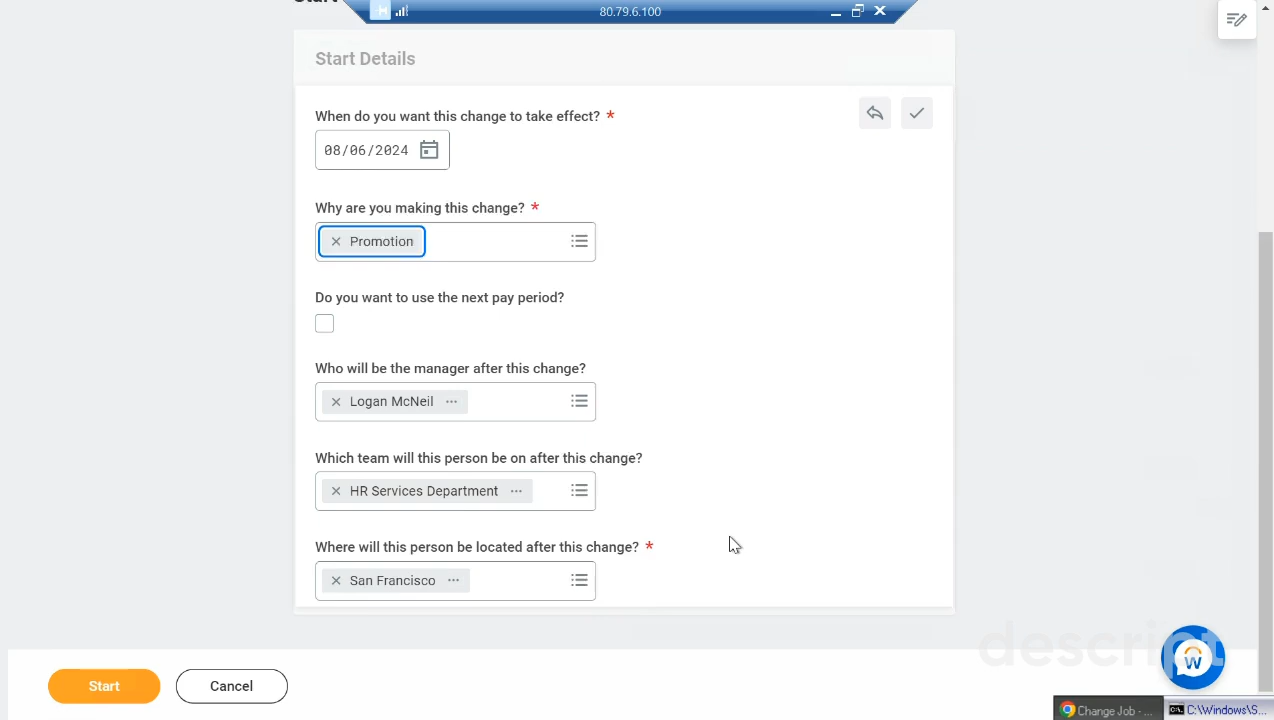 Start
80.79.6.100
Start Details
When do you want this change to take effect? *
08/06/2024
Why are you making this change? *
Promotion
Do you want to use the next pay period?
Who will be the manager after this change?
Logan McNeil
Which team will this person be on after this change?
HR Services Department
Where will this person be located after this change? *
San Francisco
descript
W
Start
Cancel
Change Job - ...
C:\Windows\S...